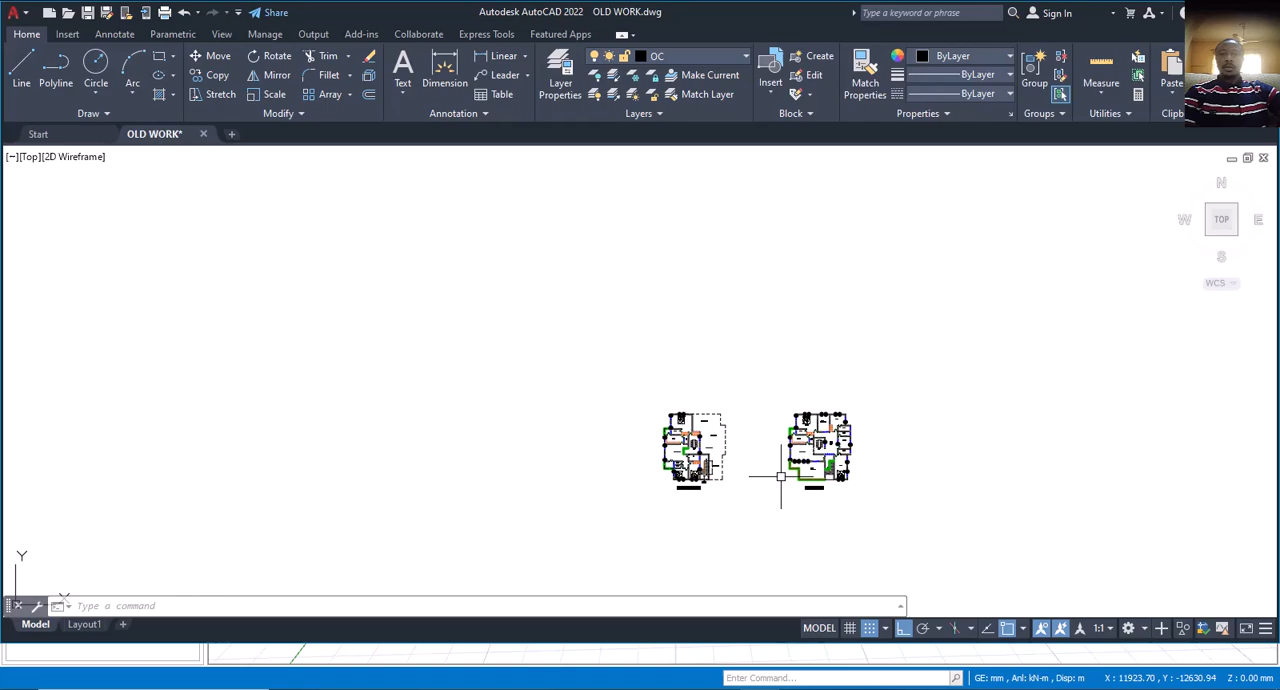 Share
Autodesk AutoCAD 2022 OLD WORK.dwg
Type a keyword or phrase
Sign In
Home Insert Annotate Parametric View Manage Output Add-ins Collaborate Express Tools Featured Apps
Line
Polyline
Circle
Arc
Draw
Move
Rotate
Trim
Copy
Mirror
Fillet
Stretch
Scale
Array
Modify
Text
Dimension
Linear
Leader
Table
Annotation
Layer
Properties
OC
Make Current
Match Layer
Layers
Insert
Create
Edit
Block
Match
Properties
ByLayer
ByLayer
ByLayer
Properties
Group
Groups
Measure
Utilities
Paste
Clipb
Start
OLD WORK*
[−][Top][2D Wireframe]
N
W
TOP
E
S
WCS
Y
X
Type a command
Model Layout1
MODEL
1:1
Enter Command...
GE: mm , Anl: kN-m , Disp: m
X : 11923.70 , Y : -12630.94
Z : 0.00 mm